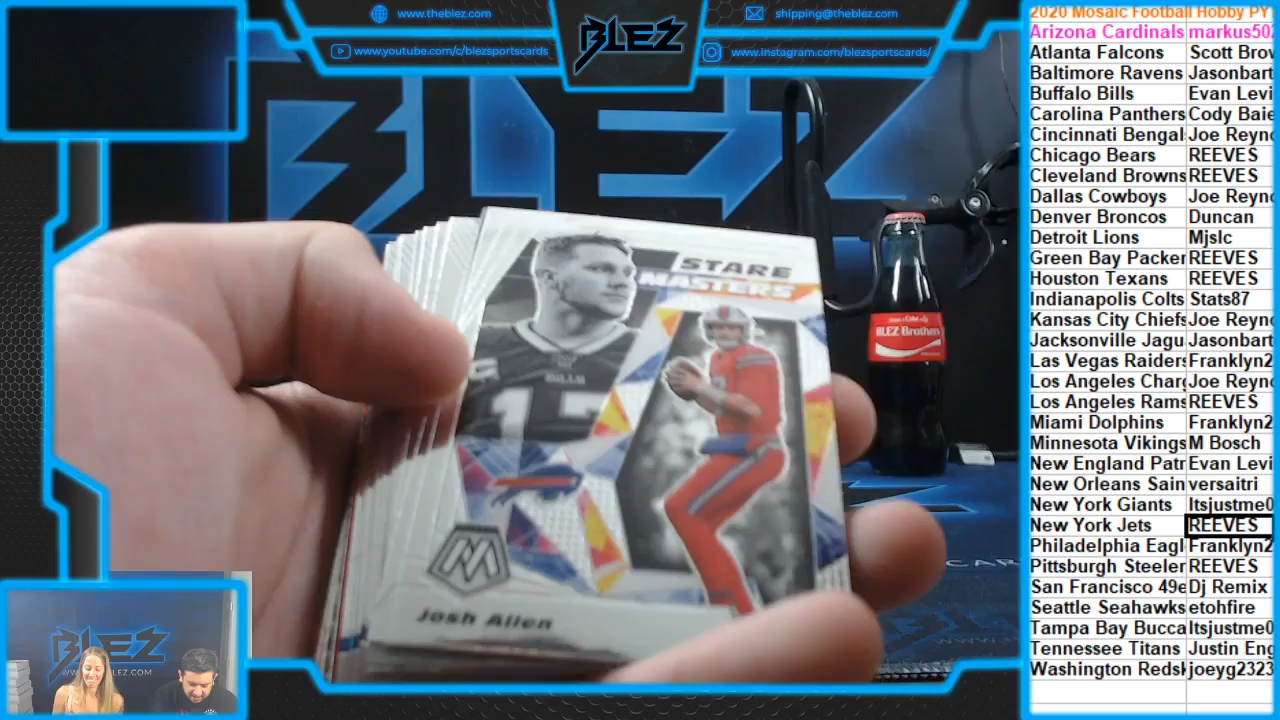 www.theblez.com
shipping@theblez.com
www.youtube.com/c/blezsportscards
www.instagram.com/blezsportscards/
BLEZ
BLEZ
STARE
MASTERS
BILLS
17
Josh Allen
BLEZ Brothers
BLEZ
2020 Mosaic Football Hobby PY
Arizona Cardinals markus502
Atlanta Falcons Scott Brow
Baltimore Ravens Jasonbart
Buffalo Bills Evan Levi
Carolina Panthers Cody Baie
Cincinnati Bengal Joe Reyno
Chicago Bears REEVES
Cleveland Browns REEVES
Dallas Cowboys Joe Reyno
Denver Broncos Duncan
Detroit Lions Mjslc
Green Bay Packer REEVES
Houston Texans REEVES
Indianapolis Colts Stats87
Kansas City Chiefs Joe Reyno
Jacksonville Jagu Jasonbart
Las Vegas Raider Franklyn2
Los Angeles Charg Joe Reyno
Los Angeles Rams REEVES
Miami Dolphins Franklyn2
Minnesota Vikings M Bosch
New England Patr Evan Levi
New Orleans Sain versaitri
New York Giants Itsjustme0
New York Jets REEVES
Philadelphia Eagl Franklyn2
Pittsburgh Steeler REEVES
San Francisco 49e Dj Remix
Seattle Seahawks etohfire
Tampa Bay Bucca Itsjustme0
Tennessee Titans Justin Eng
Washington Redsk joeyg2323